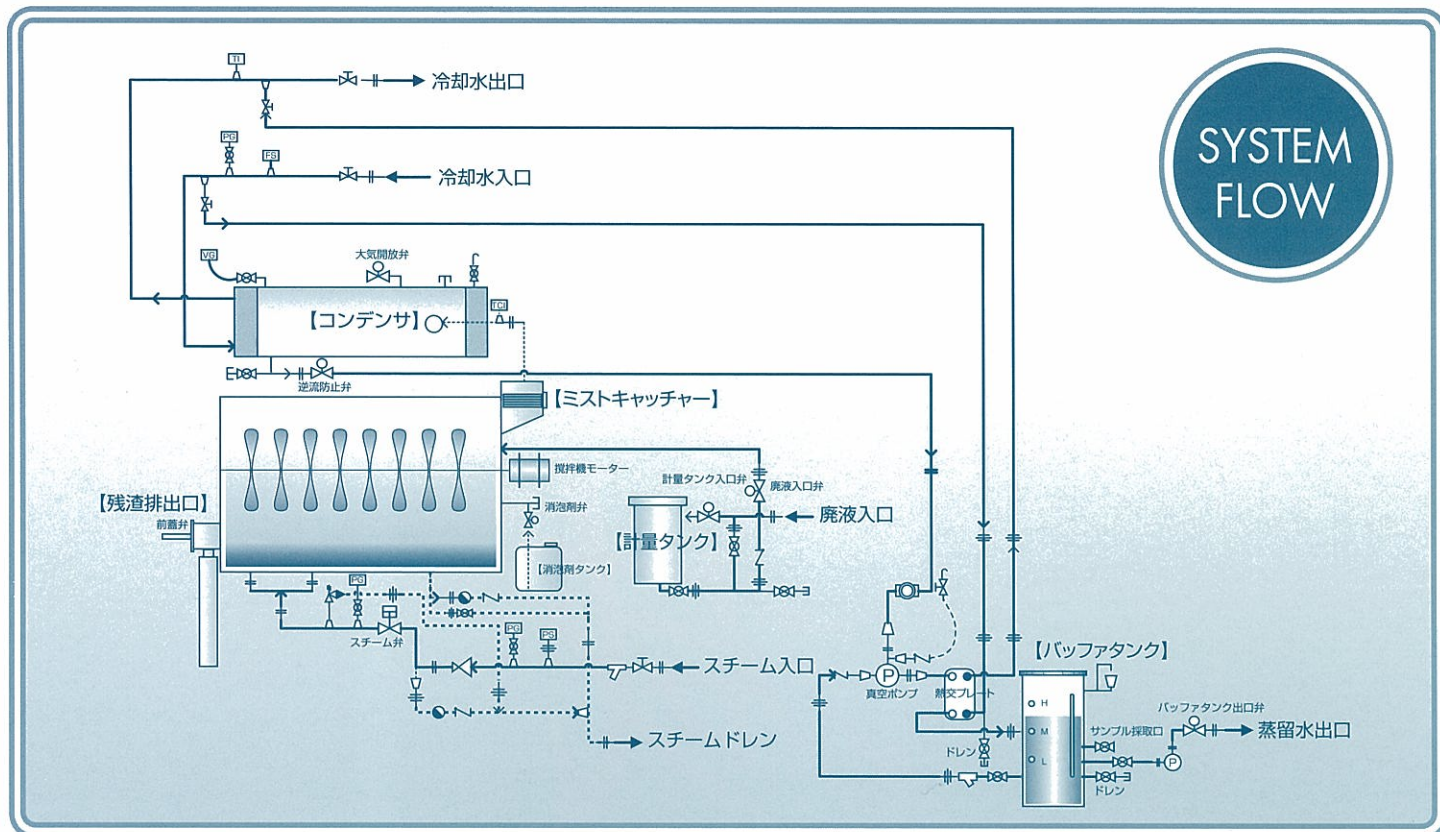 SYSTEM
FLOW
TI
冷却水出口
PG
FS
冷却水入口
VG
大気開放弁
TCI
【コンデンサ】
逆流防止弁
【ミストキャッチャー】
撹拌機モーター
【残渣排出口】
前蓋弁
消泡剤弁
【消泡剤タンク】
計量タンク入口弁
廃液入口弁
廃液入口
【計量タンク】
PG
スチーム弁
PG
PS
スチーム入口
スチームドレン
P
真空ポンプ
熱交プレート
ドレン
【バッファタンク】
H
M
L
サンプル採取口
バッファタンク出口弁
蒸留水出口
P
ドレン